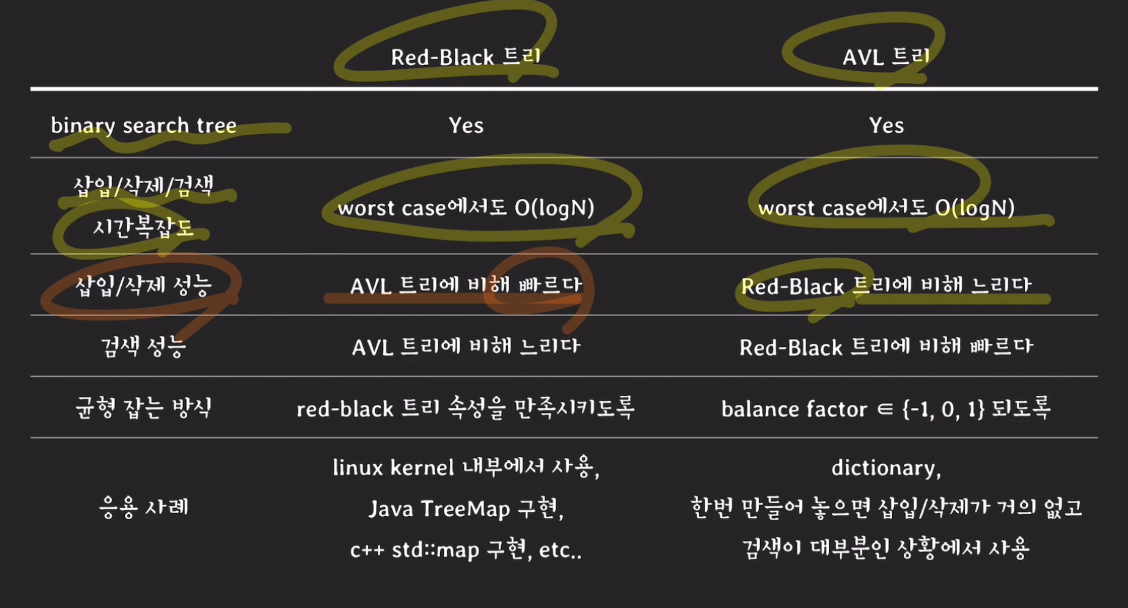 Red-Black 트리 AVL 트리
binary search tree Yes Yes
삽입/삭제/검색
시간복잡도
worst case에서도 O(logN) worst case에서도 O(logN)
삽입/삭제 성능 AVL 트리에 비해 빠르다 Red-Black 트리에 비해 느리다
검색 성능 AVL 트리에 비해 느리다 Red-Black 트리에 비해 빠르다
균형 잡는 방식 red-black 트리 속성을 만족시키도록 balance factor ∈ {-1, 0, 1} 되도록
응용 사례
linux kernel 내부에서 사용,
Java TreeMap 구현,
c++ std::map 구현, etc..
dictionary,
한번 만들어 놓으면 삽입/삭제가 거의 없고
검색이 대부분인 상황에서 사용